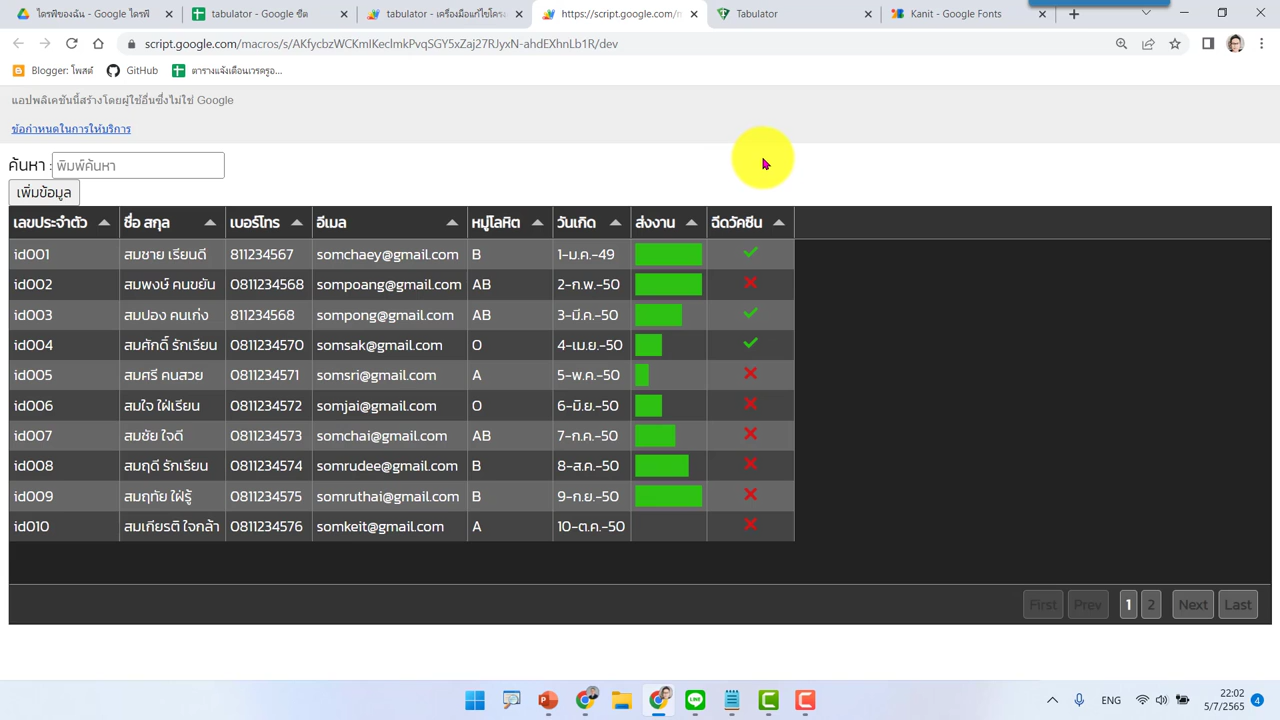 ไดรฟ์ของฉัน - Google ไดรฟ์
tabulator - Google ชีต
tabulator - เครื่องมือแก้ไขโครง
https://script.google.com/m
Tabulator
Kanit - Google Fonts
script.google.com/macros/s/AKfycbzWCKmIKeclmkPvqSGY5xZaj27RJyxN-ahdEXhnLb1R/dev
Blogger: โพสต์
GitHub
ตารางแจ้งเตือนเวรครูอ...
แอปพลิเคชันนี้สร้างโดยผู้ใช้อื่นซึ่งไม่ใช่ Google
ข้อกำหนดในการให้บริการ
ค้นหา : พิมพ์ค้นหา
เพิ่มข้อมูล
เลขประจำตัว ชื่อ สกุล เบอร์โทร อีเมล หมู่โลหิต วันเกิด ส่งงาน ฉีดวัคซีน
id001 สมชาย เรียนดี 811234567 somchaey@gmail.com B 1-ม.ค.-49
id002 สมพงษ์ คนขยัน 0811234568 sompoang@gmail.com AB 2-ก.พ.-50
id003 สมปอง คนเก่ง 811234568 sompong@gmail.com AB 3-มี.ค.-50
id004 สมศักดิ์ รักเรียน 0811234570 somsak@gmail.com O 4-เม.ย.-50
id005 สมศรี คนสวย 0811234571 somsri@gmail.com A 5-พ.ค.-50
id006 สมใจ ใฝ่เรียน 0811234572 somjai@gmail.com O 6-มิ.ย.-50
id007 สมชัย ใจดี 0811234573 somchai@gmail.com AB 7-ก.ค.-50
id008 สมฤดี รักเรียน 0811234574 somrudee@gmail.com B 8-ส.ค.-50
id009 สมฤทัย ใฝ่รู้ 0811234575 somruthai@gmail.com B 9-ก.ย.-50
id010 สมเกียรติ ใจกล้า 0811234576 somkeit@gmail.com A 10-ต.ค.-50
First Prev 1 2 Next Last
ENG
22:02
5/7/2565
4